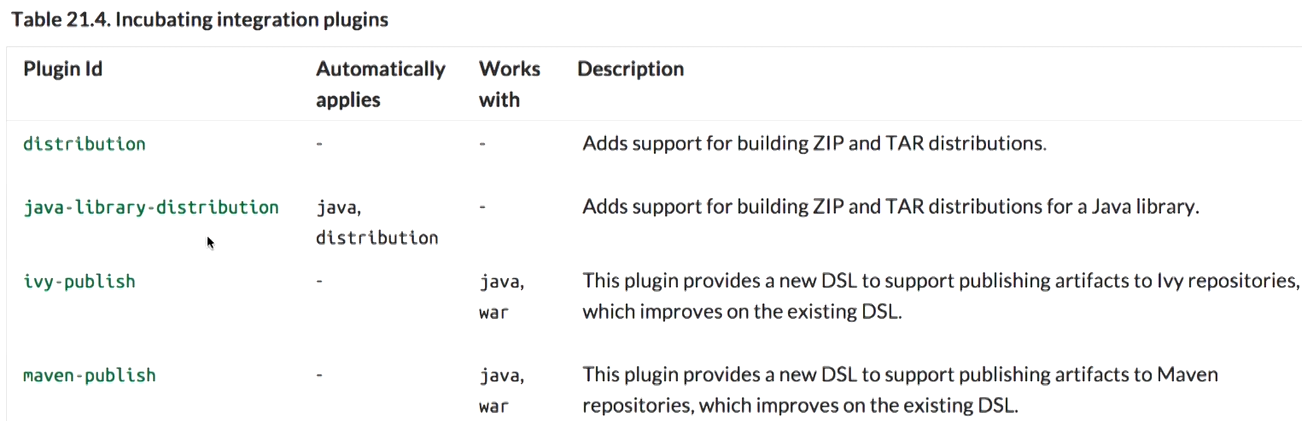 Table 21.4. Incubating integration plugins
Plugin Id Automatically applies Works with Description
distribution - - Adds support for building ZIP and TAR distributions.
java-library-distribution java, distribution - Adds support for building ZIP and TAR distributions for a Java library.
ivy-publish - java, war This plugin provides a new DSL to support publishing artifacts to Ivy repositories,
which improves on the existing DSL.
maven-publish - java, war This plugin provides a new DSL to support publishing artifacts to Maven
repositories, which improves on the existing DSL.